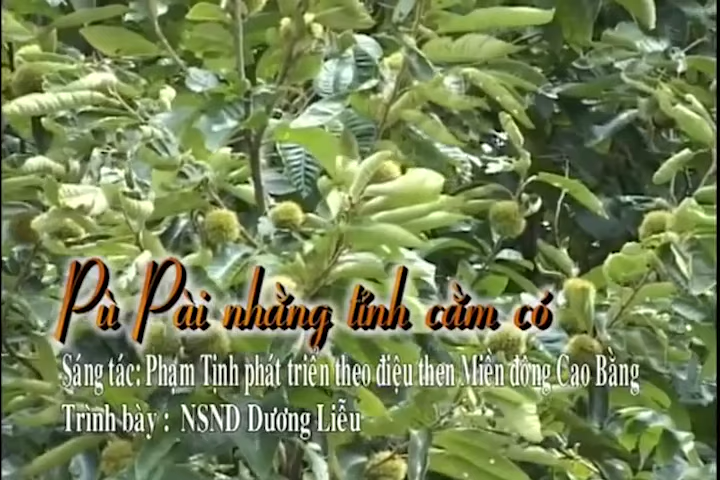 Pù Pài nhằng tính cằm có
Sáng tác: Phạm Tịnh phát triển theo điệu then Miền đông Cao Bằng
Trình bày : NSND Dương Liễu